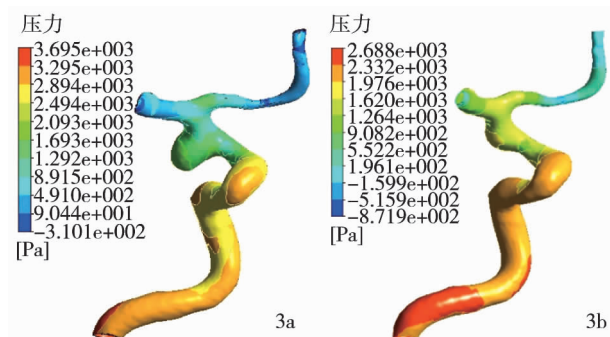 压力
3.695e+003
3.295e+003
2.894e+003
2.494e+003
2.093e+003
1.693e+003
1.292e+003
8.915e+002
4.910e+002
9.044e+001
-3.101e+002
[Pa]
3a
压力
2.688e+003
2.332e+003
1.976e+003
1.620e+003
1.264e+003
9.082e+002
5.522e+002
1.961e+002
-1.599e+002
-5.159e+002
-8.719e+002
[Pa]
3b